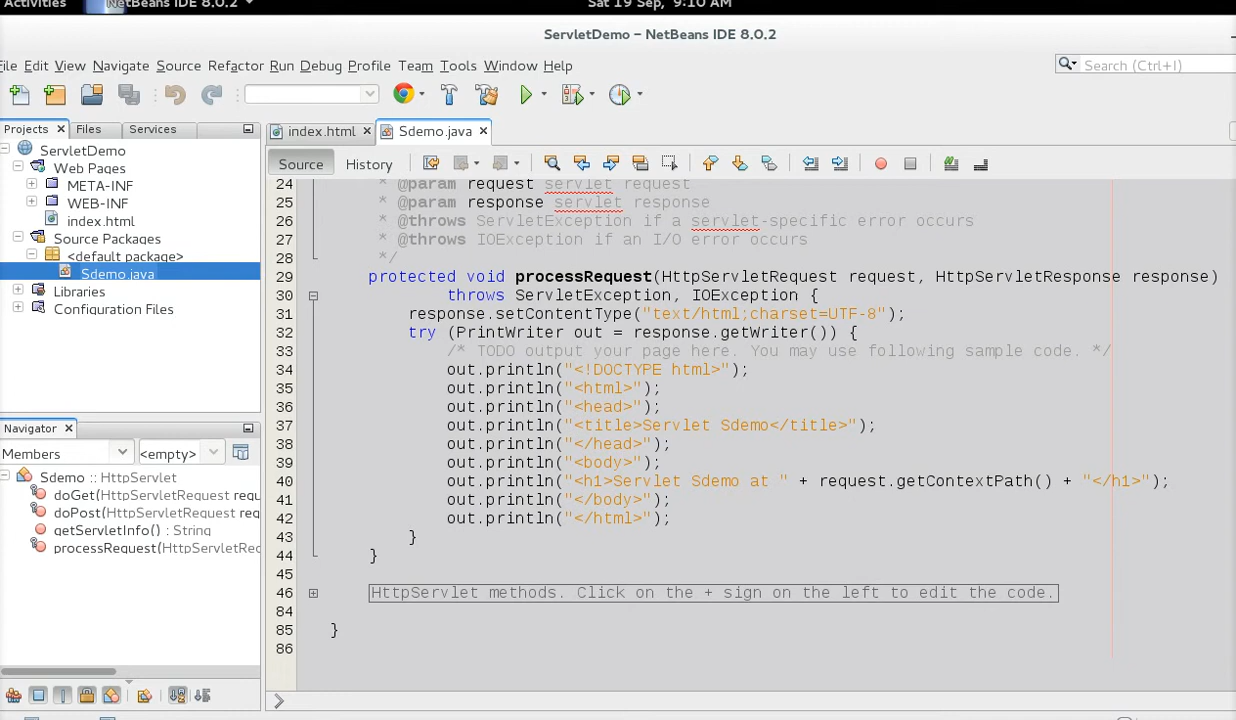 Activities NetBeans IDE 8.0.2 Sat 19 Sep, 9:10 AM
ServletDemo - NetBeans IDE 8.0.2
File Edit View Navigate Source Refactor Run Debug Profile Team Tools Window Help
Search (Ctrl+I)
Projects Files Services
index.html Sdemo.java
Source History
ServletDemo
Web Pages
META-INF
WEB-INF
index.html
Source Packages
<default package>
Sdemo.java
Libraries
Configuration Files
Navigator
Members <empty>
Sdemo :: HttpServlet
doGet(HttpServletRequest requ
doPost(HttpServletRequest req
getServletInfo() : String
processRequest(HttpServletRec
24 * @param request servlet request
25 * @param response servlet response
26 * @throws ServletException if a servlet-specific error occurs
27 * @throws IOException if an I/O error occurs
28 */
29 protected void processRequest(HttpServletRequest request, HttpServletResponse response)
30 throws ServletException, IOException {
31 response.setContentType("text/html;charset=UTF-8");
32 try (PrintWriter out = response.getWriter()) {
33 /* TODO output your page here. You may use following sample code. */
34 out.println("<!DOCTYPE html>");
35 out.println("<html>");
36 out.println("<head>");
37 out.println("<title>Servlet Sdemo</title>");
38 out.println("</head>");
39 out.println("<body>");
40 out.println("<h1>Servlet Sdemo at " + request.getContextPath() + "</h1>");
41 out.println("</body>");
42 out.println("</html>");
43 }
44 }
45
46 HttpServlet methods. Click on the + sign on the left to edit the code.
84
85 }
86